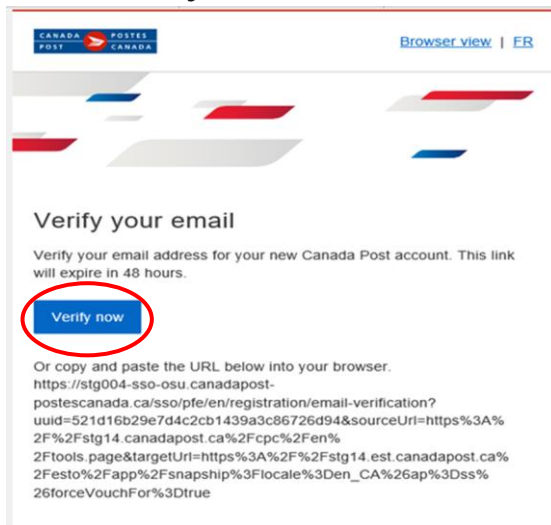 CANADA POSTES
POST CANADA
Browser view | FR
Verify your email
Verify your email address for your new Canada Post account. This link
will expire in 48 hours.
Verify now
Or copy and paste the URL below into your browser.
https://stg004-sso-osu.canadapost-
postescanada.ca/sso/pfe/en/registration/email-verification?
uuid=521d16b29e7d4c2cb1439a3c86726d94&sourceUrl=https%3A%
2F%2Fstg14.canadapost.ca%2Fcpc%2Fen%
2Ftools.page&targetUrl=https%3A%2F%2Fstg14.est.canadapost.ca%
2Festo%2Fapp%2Fsnapship%3Flocale%3Den_CA%26ap%3Dss%
26forceVouchFor%3Dtrue